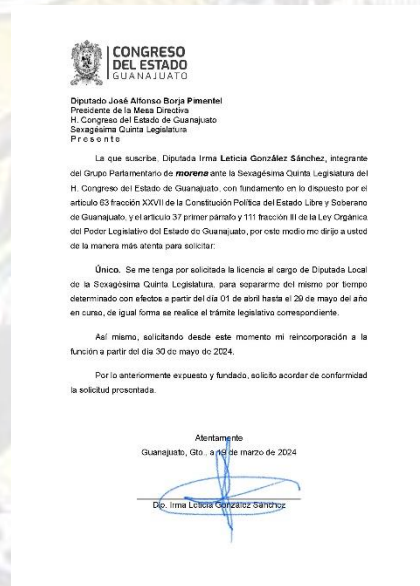 CONGRESO
DEL ESTADO
GUANAJUATO
Diputado José Alfonso Borja Pimentel
Presidente de la Mesa Directiva
H. Congreso del Estado de Guanajuato
Sexagésima Quinta Legislatura
P r e s e n t e
La que suscribe, Diputada Irma Leticia González Sánchez, integrante
del Grupo Parlamentario de morena ante la Sexagésima Quinta Legislatura del
H. Congreso del Estado de Guanajuato, con fundamento en lo dispuesto por el
artículo 63 fracción XXVII de la Constitución Política del Estado Libre y Soberano
de Guanajuato, y el artículo 37 primer párrafo y 111 fracción III de la Ley Orgánica
del Poder Legislativo del Estado de Guanajuato, por este medio me dirijo a usted
de la manera más atenta para solicitar:
Único. Se me tenga por solicitada la licencia al cargo de Diputada Local
de la Sexagésima Quinta Legislatura, para separarme del mismo por tiempo
determinado con efectos a partir del día 01 de abril hasta el 29 de mayo del año
en curso, de igual forma se realice el trámite legislativo correspondiente.
Así mismo, solicitando desde este momento mi reincorporación a la
función a partir del día 30 de mayo de 2024.
Por lo anteriormente expuesto y fundado, solicito acordar de conformidad
la solicitud presentada.
Atentamente
Guanajuato, Gto., a 19 de marzo de 2024
Dip. Irma Leticia González Sánchez